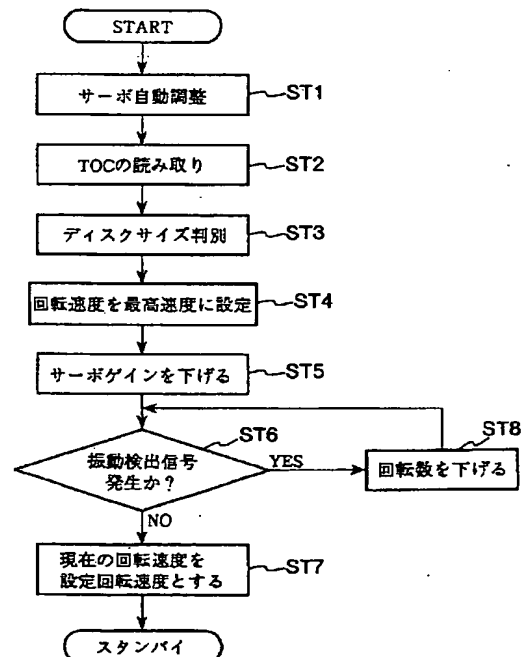 START
サーボ自動調整
ST1
TOCの読み取り
ST2
ディスクサイズ判別
ST3
回転速度を最高速度に設定
ST4
サーボゲインを下げる
ST5
振動検出信号
発生か?
ST6
YES
回転数を下げる
ST8
NO
現在の回転速度を
設定回転速度とする
ST7
スタンバイ